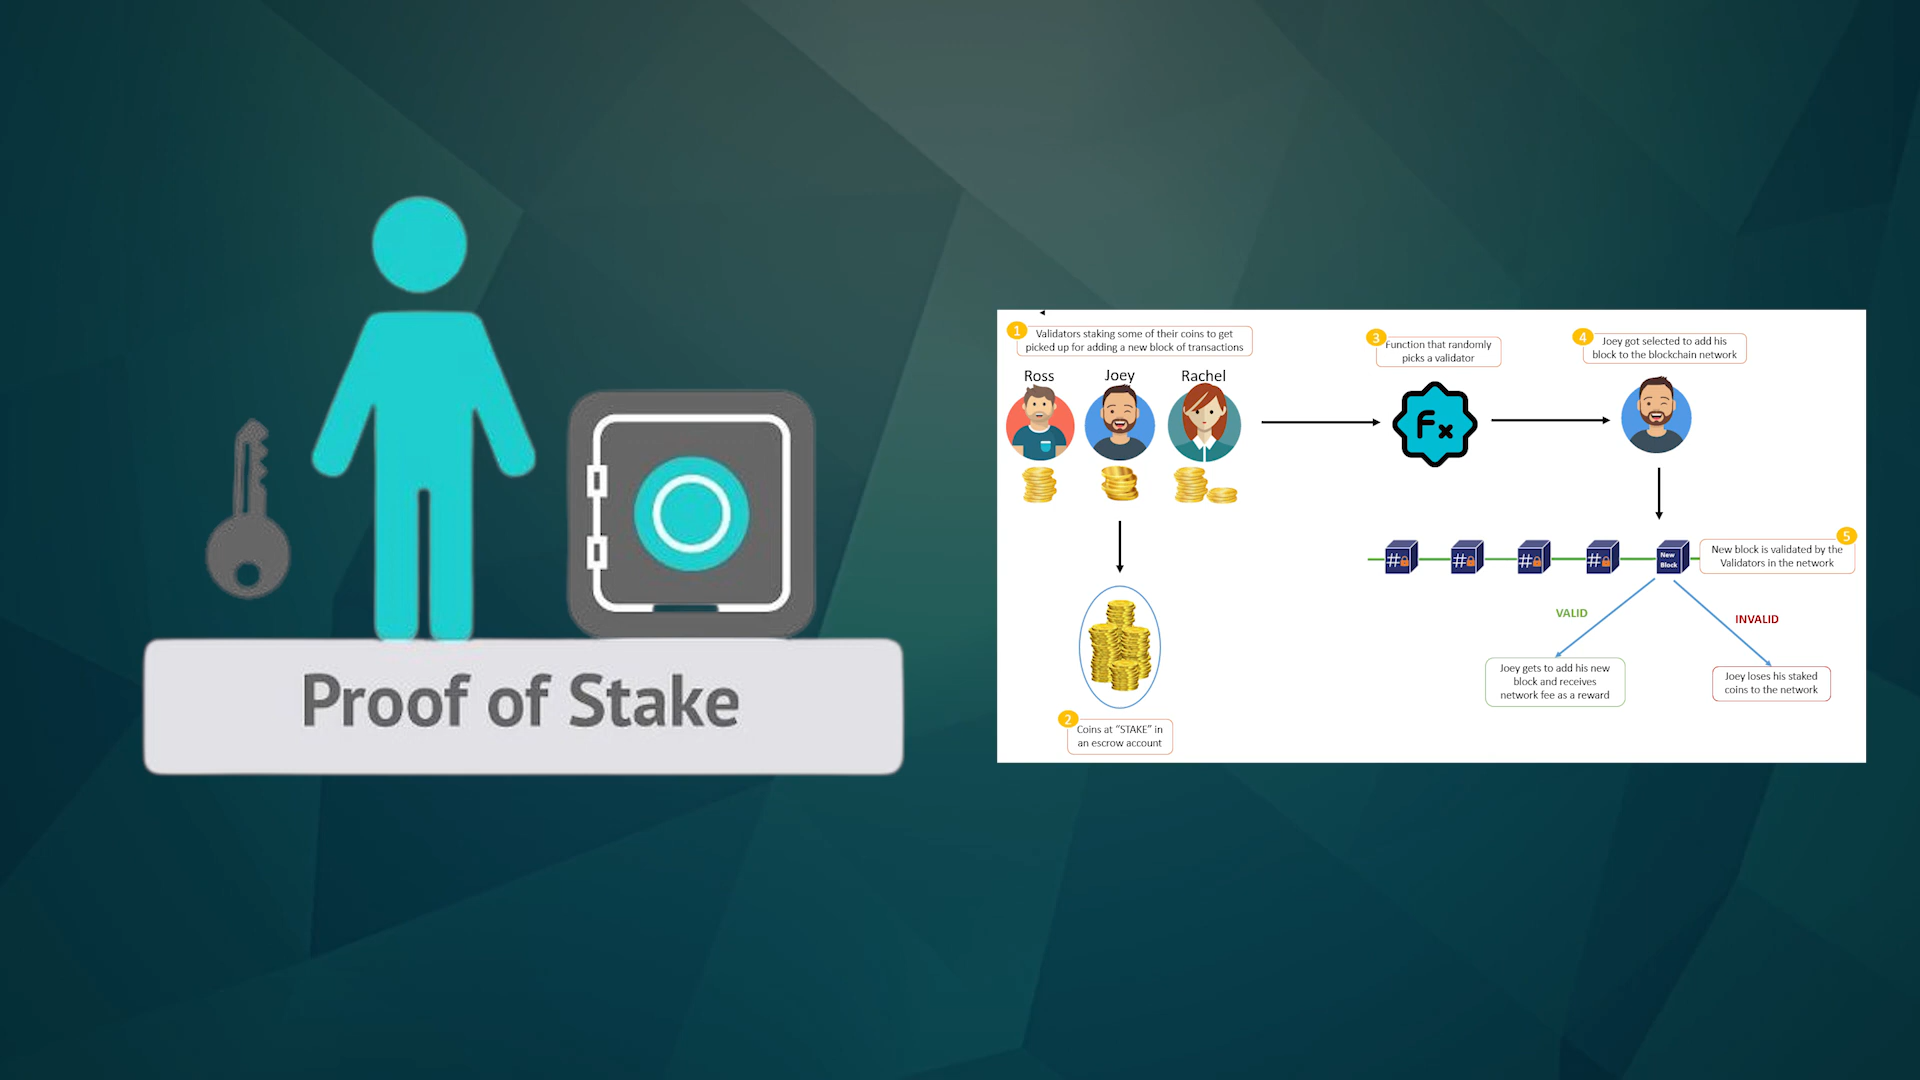 Proof of Stake
1
Validators staking some of their coins to get
picked up for adding a new block of transactions
Ross
Joey
Rachel
2
Coins at “STAKE” in
an escrow account
3
Function that randomly
picks a validator
Fx
4
Joey got selected to add his
block to the blockchain network
#
#
#
#
New
Block
5
New block is validated by the
Validators in the network
VALID
INVALID
Joey gets to add his new
block and receives
network fee as a reward
Joey loses his staked
coins to the network